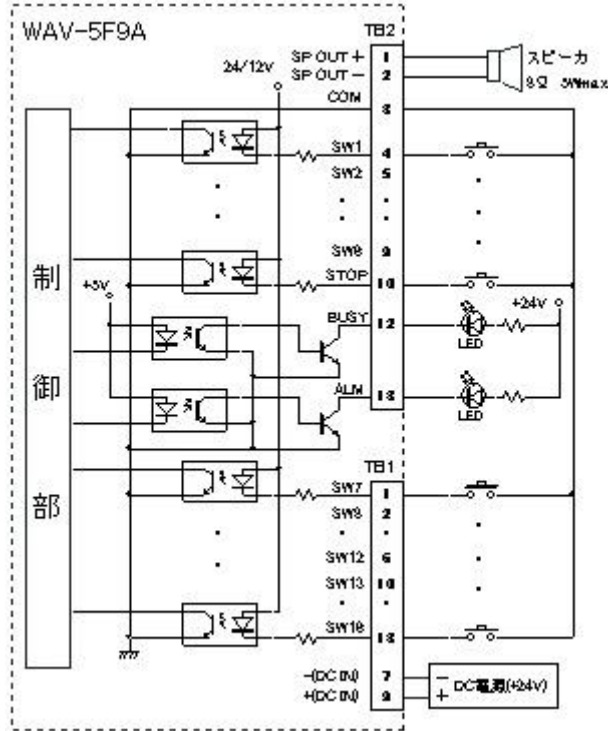 WAV-5F9A
TB2
24/12V
SP OUT + 1
SP OUT − 2
スピーカ
8Ω 5Wmax
COM 3
SW1 4
SW2 5
SW6 9
STOP 10
+5V
+24V
BUSY 12
LED
ALM 13
LED
制御部
TB1
SW7 1
SW8 2
SW12 6
SW13 10
SW16 13
−(DC IN) 7
+(DC IN)
− DC電源(+24V)
+